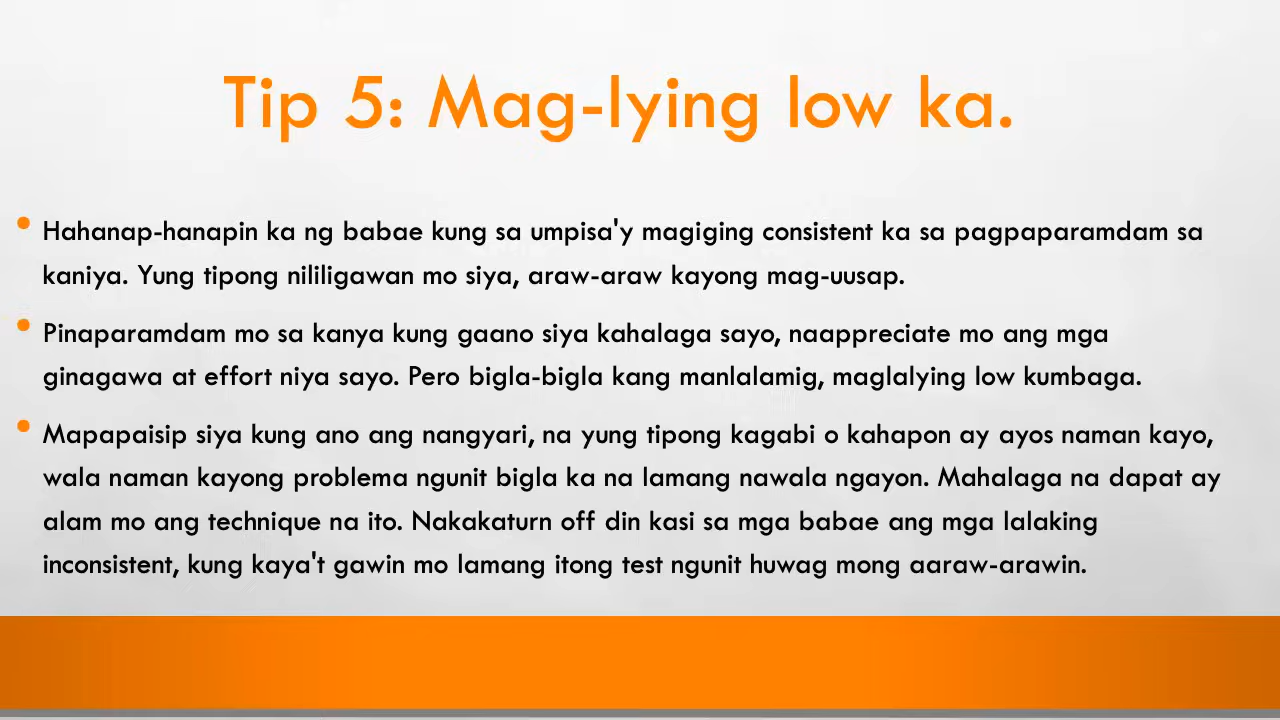 Tip 5: Mag-lying low ka.
Hahanap-hanapin ka ng babae kung sa umpisa'y magiging consistent ka sa pagpaparamdam sa
kaniya. Yung tipong nililigawan mo siya, araw-araw kayong mag-uusap.
Pinaparamdam mo sa kanya kung gaano siya kahalaga sayo, naappreciate mo ang mga
ginagawa at effort niya sayo. Pero bigla-bigla kang manlalamig, maglalying low kumbaga.
Mapapaisip siya kung ano ang nangyari, na yung tipong kagabi o kahapon ay ayos naman kayo,
wala naman kayong problema ngunit bigla ka na lamang nawala ngayon. Mahalaga na dapat ay
alam mo ang technique na ito. Nakakaturn off din kasi sa mga babae ang mga lalaking
inconsistent, kung kaya't gawin mo lamang itong test ngunit huwag mong aaraw-arawin.